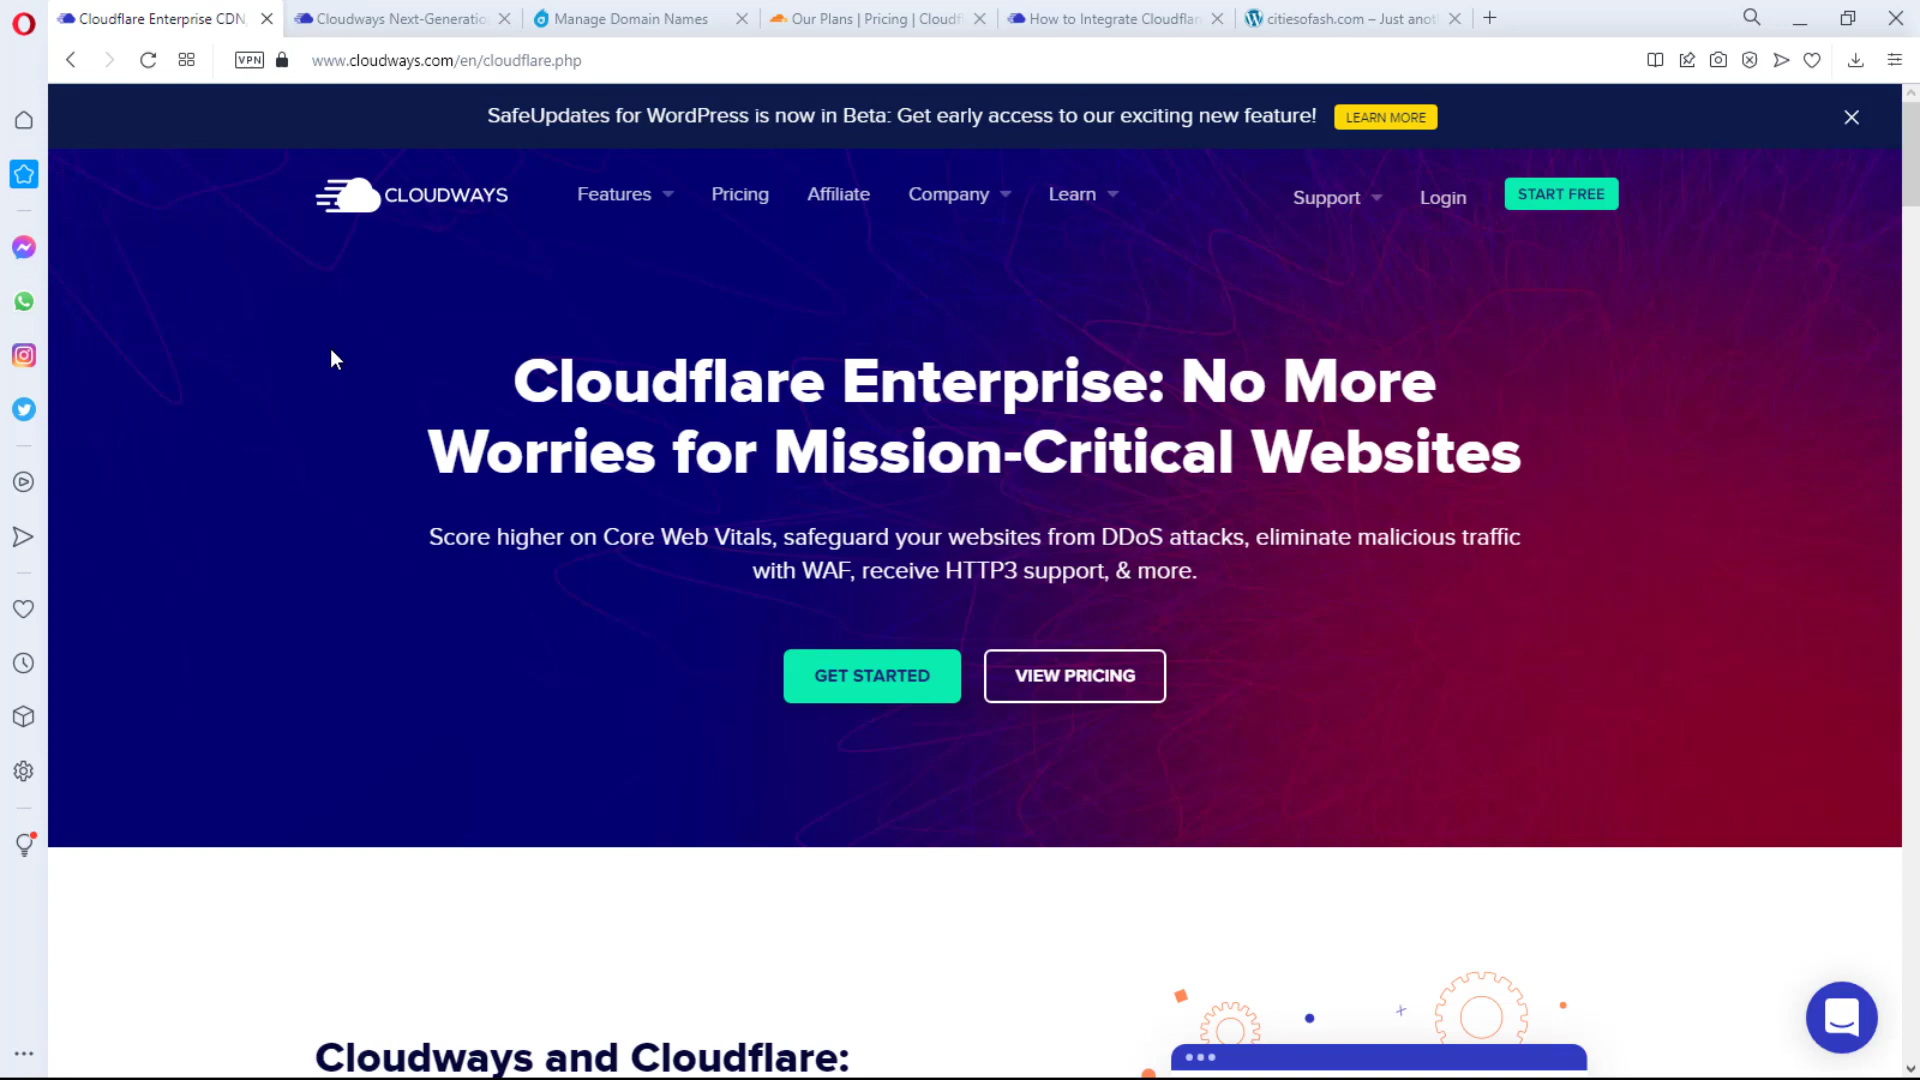 Cloudflare Enterprise CDN,
Cloudways Next-Generatio
Manage Domain Names
Our Plans | Pricing | Cloudf
How to Integrate Cloudflar
citiesofash.com – Just anot
VPN
www.cloudways.com/en/cloudflare.php
SafeUpdates for WordPress is now in Beta: Get early access to our exciting new feature!
LEARN MORE
CLOUDWAYS
Features
Pricing
Affiliate
Company
Learn
Support
Login
START FREE
Cloudflare Enterprise: No More
Worries for Mission-Critical Websites
Score higher on Core Web Vitals, safeguard your websites from DDoS attacks, eliminate malicious traffic
with WAF, receive HTTP3 support, & more.
GET STARTED
VIEW PRICING
Cloudways and Cloudflare: